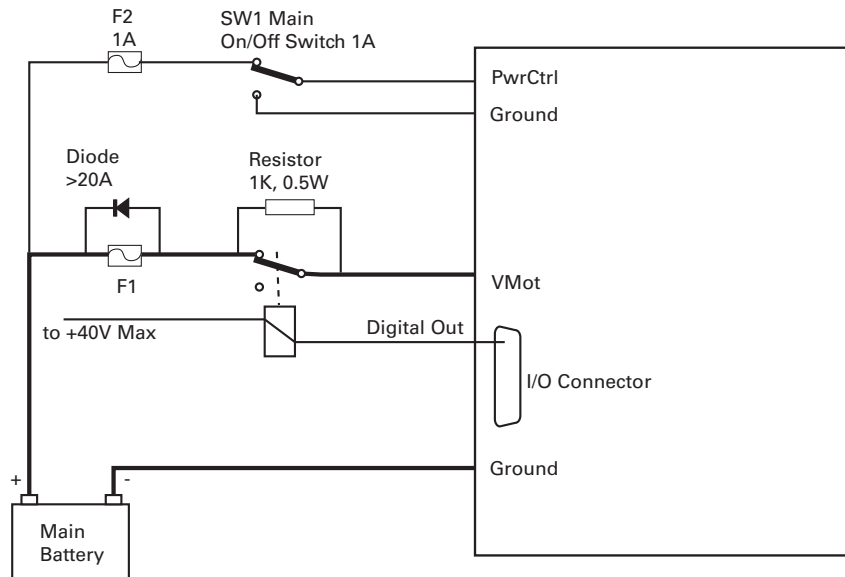 F2
1A
SW1 Main
On/Off Switch 1A
PwrCtrl
Ground
Diode
>20A
Resistor
1K, 0.5W
F1
VMot
to +40V Max
Digital Out
I/O Connector
Ground
+
-
Main
Battery